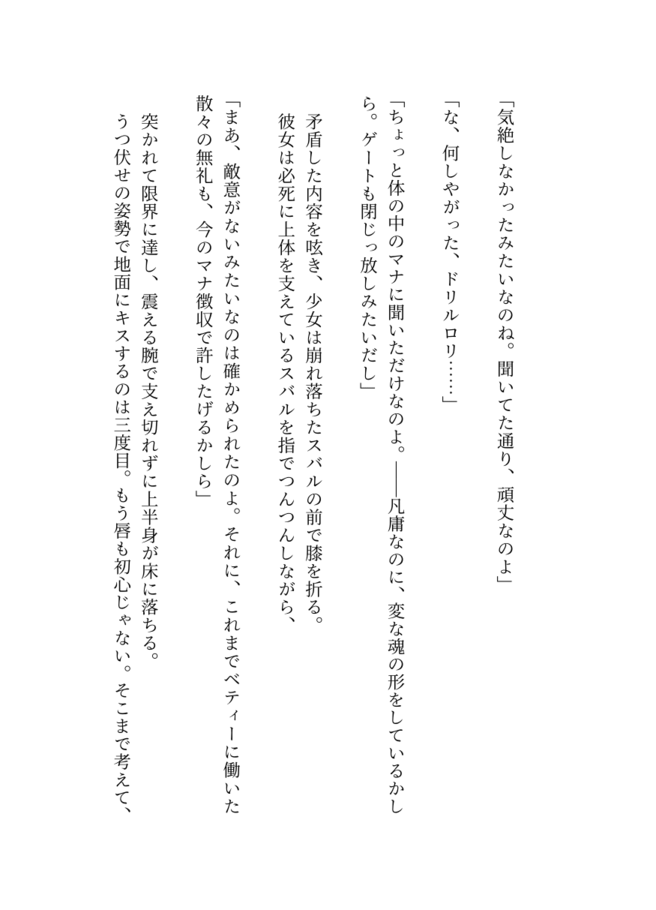 「気絶しなかったみたいなのね。聞いてた通り、頑丈なのよ」
「な、何しやがった、ドリルロリ……」
「ちょっと体の中のマナに聞いただけなのよ。――凡庸なのに、変な魂の形をしているかし
ら。ゲートも閉じっ放しみたいだし」
矛盾した内容を呟き、少女は崩れ落ちたスバルの前で膝を折る。
彼女は必死に上体を支えているスバルを指でつんつんしながら、
「まあ、敵意がないみたいなのは確かめられたのよ。それに、これまでベティーに働いた
散々の無礼も、今のマナ徴収で許したげるかしら」
突かれて限界に達し、震える腕で支え切れずに上半身が床に落ちる。
うつ伏せの姿勢で地面にキスするのは三度目。もう唇も初心じゃない。そこまで考えて、